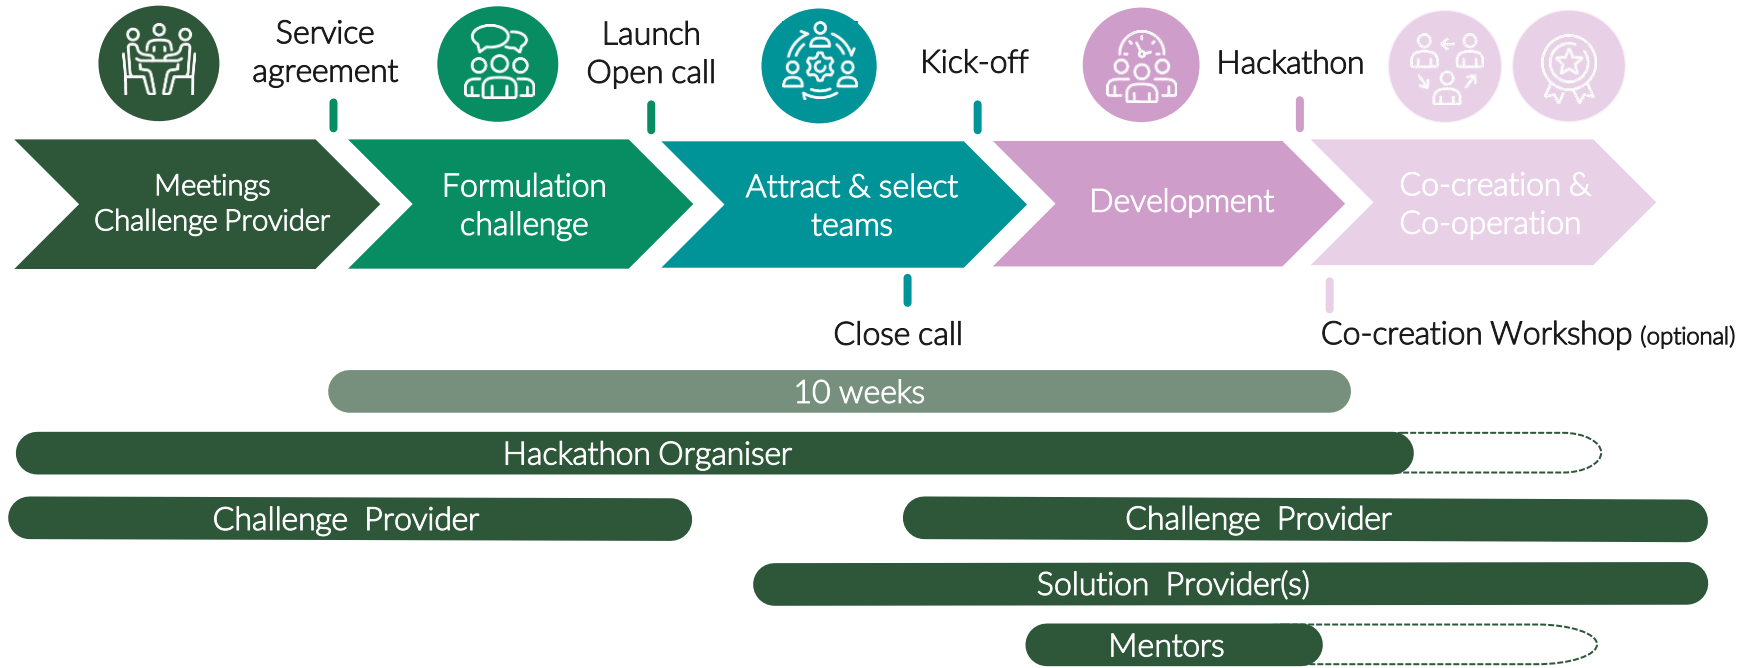 Service
agreement
Launch
Open call
Kick-off
Hackathon
Meetings
Challenge Provider
Formulation
challenge
Attract & select
teams
Development
Co-creation &
Co-operation
Close call
Co-creation Workshop (optional)
10 weeks
Hackathon Organiser
Challenge Provider
Challenge Provider
Solution Provider(s)
Mentors